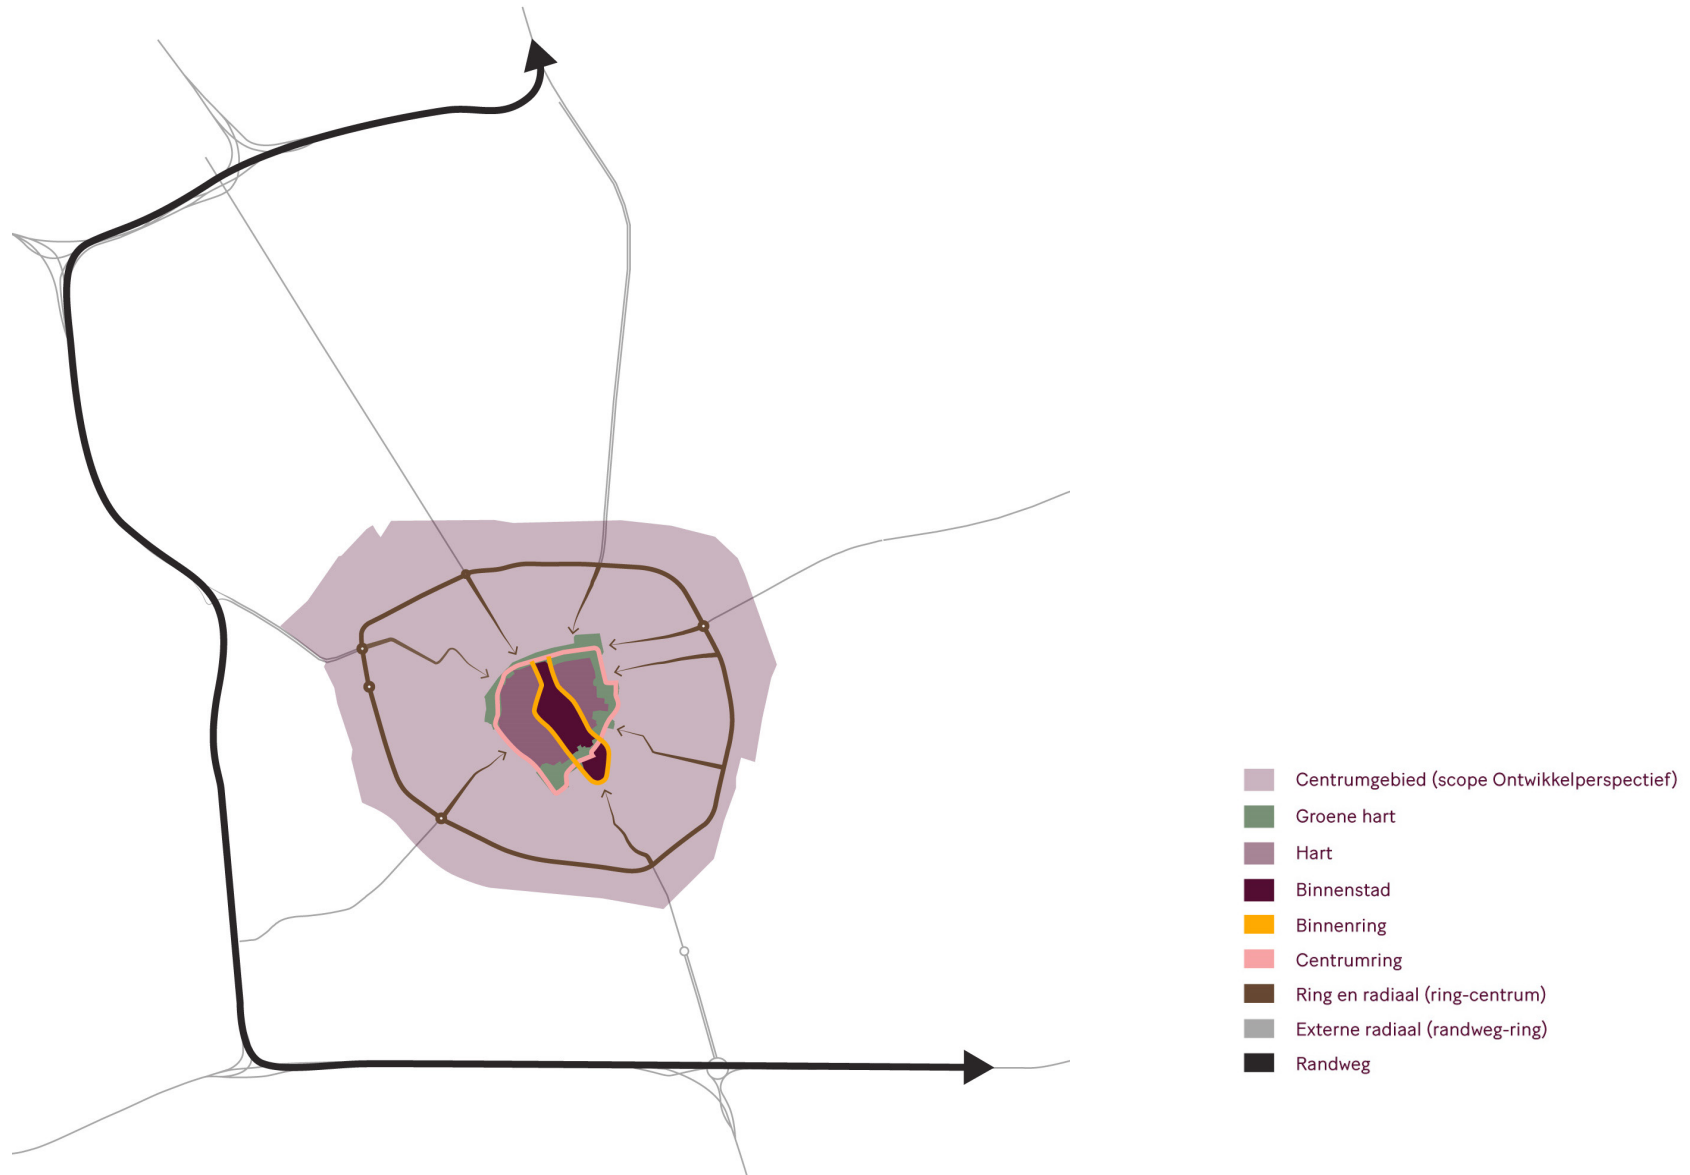 Centrumgebied (scope Ontwikkelperspectief)
Groene hart
Hart
Binnenstad
Binnenring
Centrumring
Ring en radiaal (ring-centrum)
Externe radiaal (randweg-ring)
Randweg